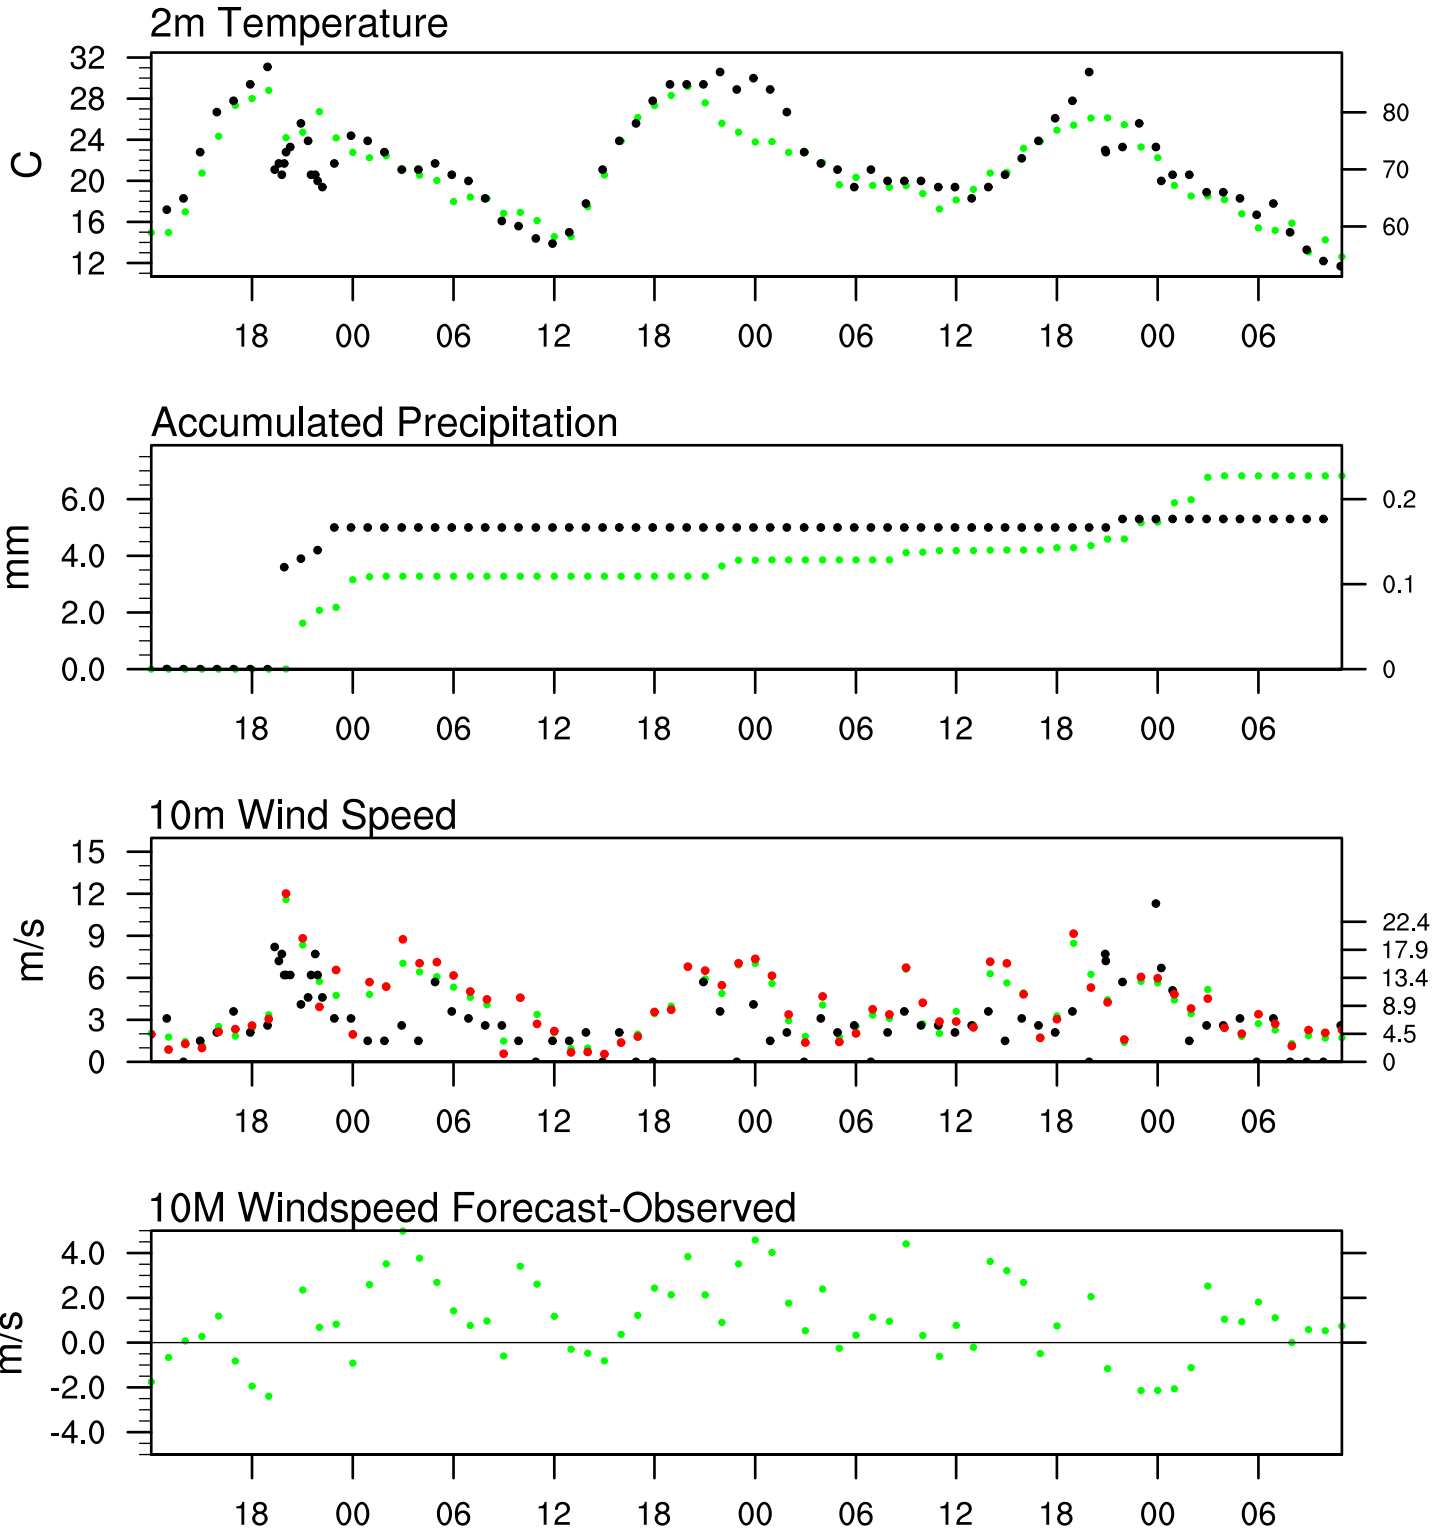 2m Temperature
32
28
24
20
16
12
C
80
70
60
18 00 06 12 18 00 06 12 18 00 06
Accumulated Precipitation
6.0
4.0
2.0
0.0
mm
0.2
0.1
0
18 00 06 12 18 00 06 12 18 00 06
10m Wind Speed
15
12
9
6
3
0
m/s
22.4
17.9
13.4
8.9
4.5
0
18 00 06 12 18 00 06 12 18 00 06
10M Windspeed Forecast-Observed
4.0
2.0
0.0
-2.0
-4.0
m/s
18 00 06 12 18 00 06 12 18 00 06